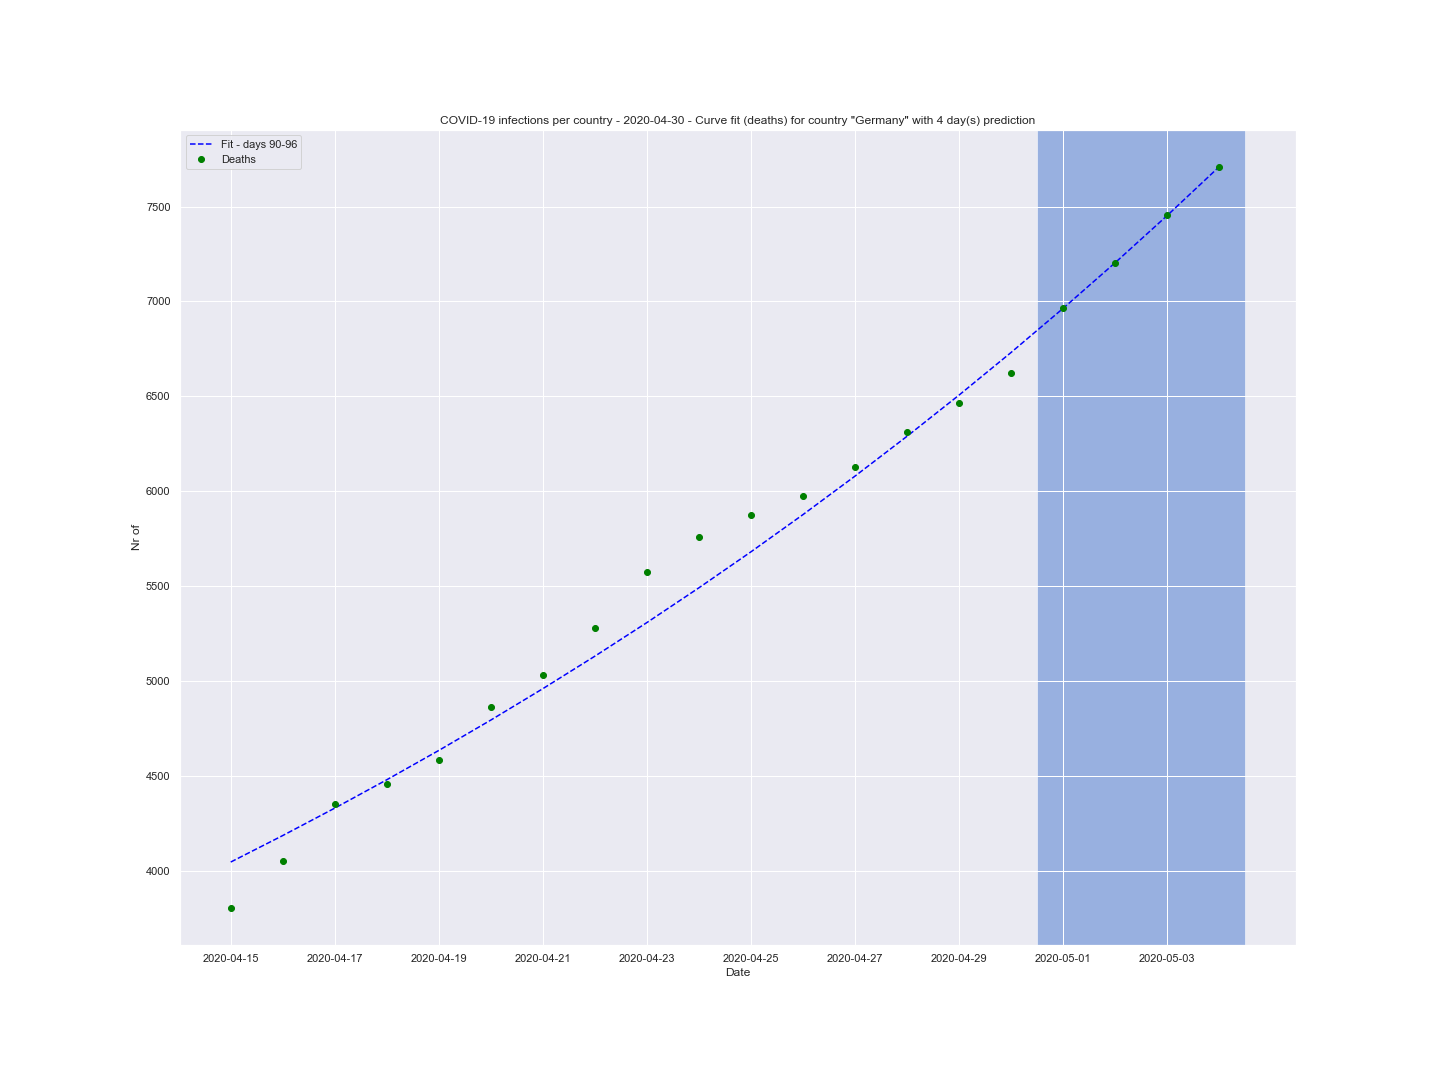 COVID-19 infections per country - 2020-04-30 - Curve fit (deaths) for country "Germany" with 4 day(s) prediction
Fit - days 90-96
Deaths
7500
7000
6500
6000
5500
5000
4500
4000
Nr of
2020-04-15 2020-04-17 2020-04-19 2020-04-21 2020-04-23 2020-04-25 2020-04-27 2020-04-29 2020-05-01 2020-05-03
Date